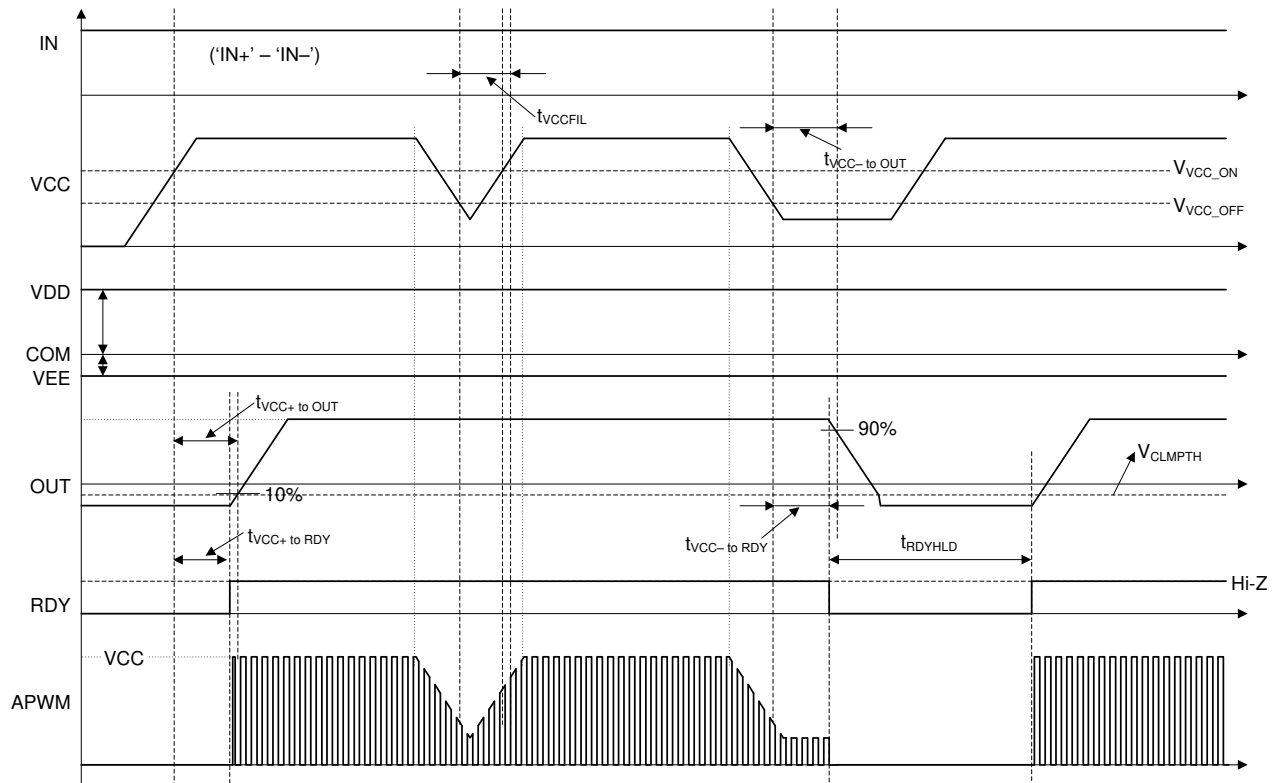 IN
('IN+' – 'IN–')
tVCCFIL
tVCC– to OUT
VCC
VVCC_ON
VVCC_OFF
VDD
COM
VEE
tVCC+ to OUT
90%
VCLMPTH
OUT
10%
tVCC+ to RDY
tVCC– to RDY
tRDYHLD
Hi-Z
RDY
VCC
APWM